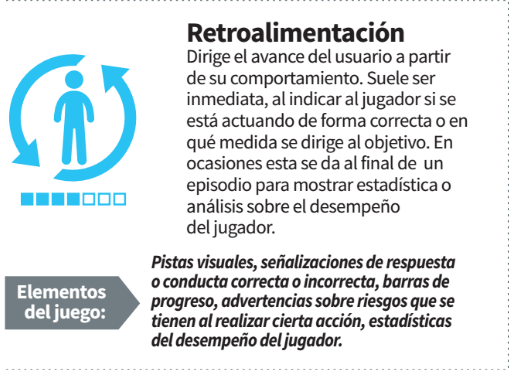 Retroalimentación
Dirige el avance del usuario a partir
de su comportamiento. Suele ser
inmediata, al indicar al jugador si se
está actuando de forma correcta o en
qué medida se dirige al objetivo. En
ocasiones esta se da al final de un
episodio para mostrar estadística o
análisis sobre el desempeño
del jugador.
Elementos
del juego:
Pistas visuales, señalizaciones de respuesta
o conducta correcta o incorrecta, barras de
progreso, advertencias sobre riesgos que se
tienen al realizar cierta acción, estadísticas
del desempeño del jugador.